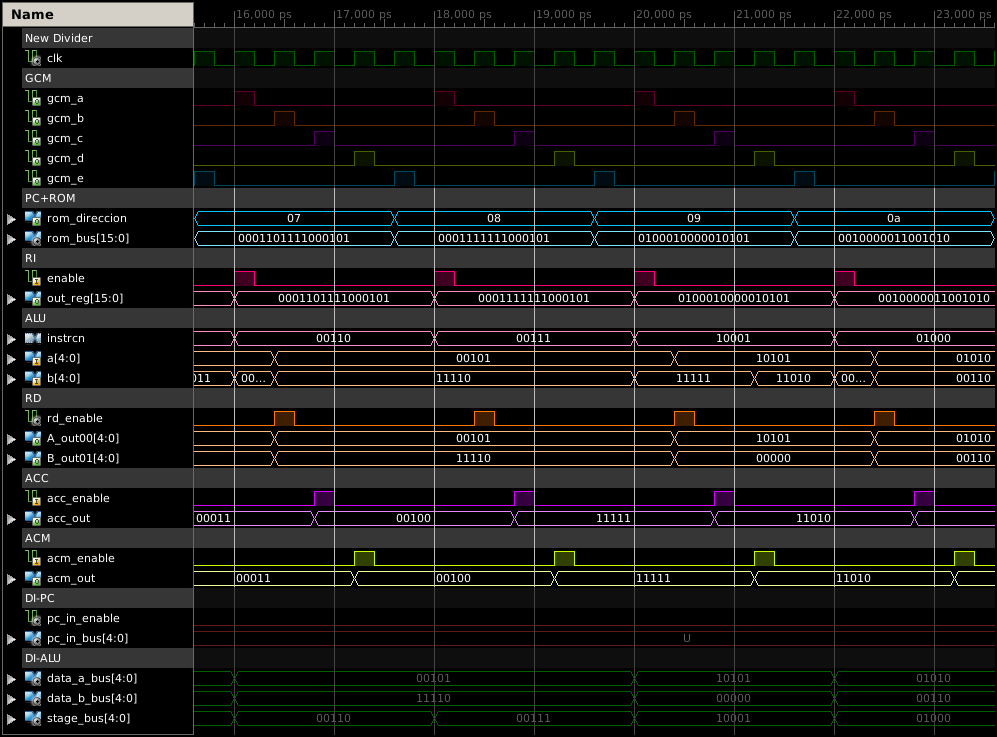 Name 16,000 ps 17,000 ps 18,000 ps 19,000 ps 20,000 ps 21,000 ps 22,000 ps 23,000 ps
New Divider
clk
GCM
gcm_a
gcm_b
gcm_c
gcm_d
gcm_e
PC+ROM
rom_direccion 07 08 09 0a
rom_bus[15:0] 0001101111000101 0001111111000101 0100010000010101 0010000011001010
RI
enable
out_reg[15:0] 0001101111000101 0001111111000101 0100010000010101 0010000011001010
ALU
instrcn 00110 00111 10001 01000
a[4:0] 00101 10101 01010
b[4:0] 011 00... 11110 11111 11010 00... 00110
RD
rd_enable
A_out00[4:0] 00101 10101 01010
B_out01[4:0] 11110 00000 00110
ACC
acc_enable
acc_out 00011 00100 11111 11010
ACM
acm_enable
acm_out 00011 00100 11111 11010
DI-PC
pc_in_enable
pc_in_bus[4:0] U
DI-ALU
data_a_bus[4:0] 00101 10101 01010
data_b_bus[4:0] 11110 00000 00110
stage_bus[4:0] 00110 00111 10001 01000